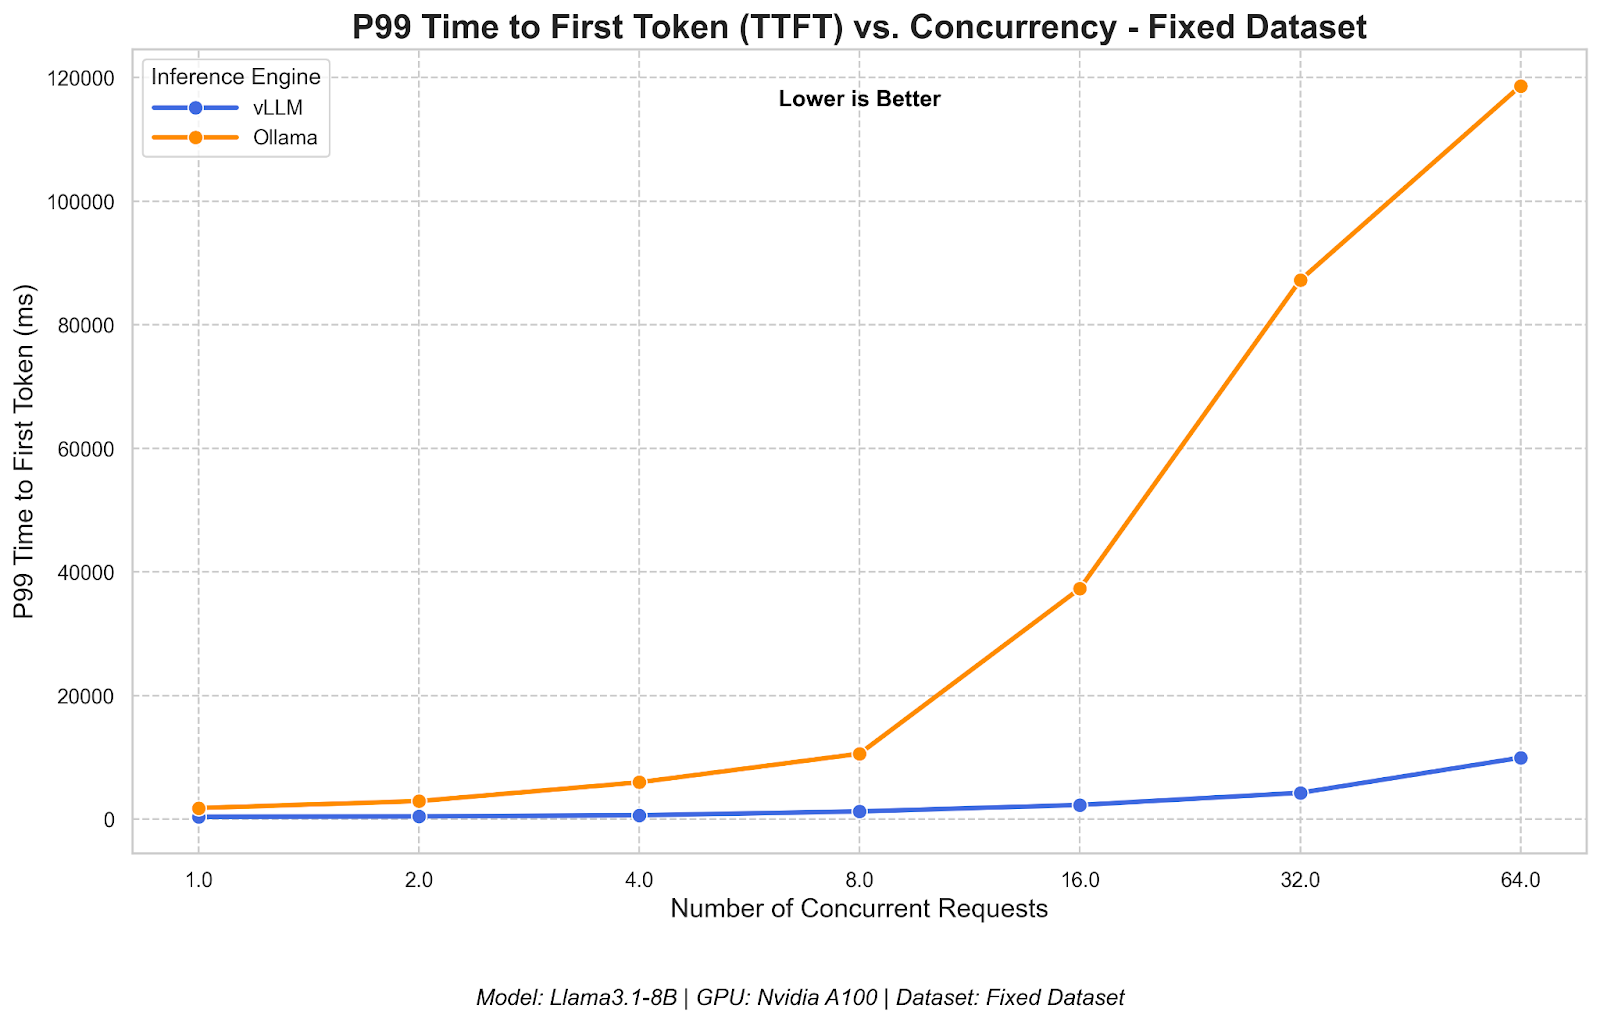 P99 Time to First Token (TTFT) vs. Concurrency - Fixed Dataset
Inference Engine
vLLM
Ollama
Lower is Better
P99 Time to First Token (ms)
120000
100000
80000
60000
40000
20000
0
1.0 2.0 4.0 8.0 16.0 32.0 64.0
Number of Concurrent Requests
Model: Llama3.1-8B | GPU: Nvidia A100 | Dataset: Fixed Dataset